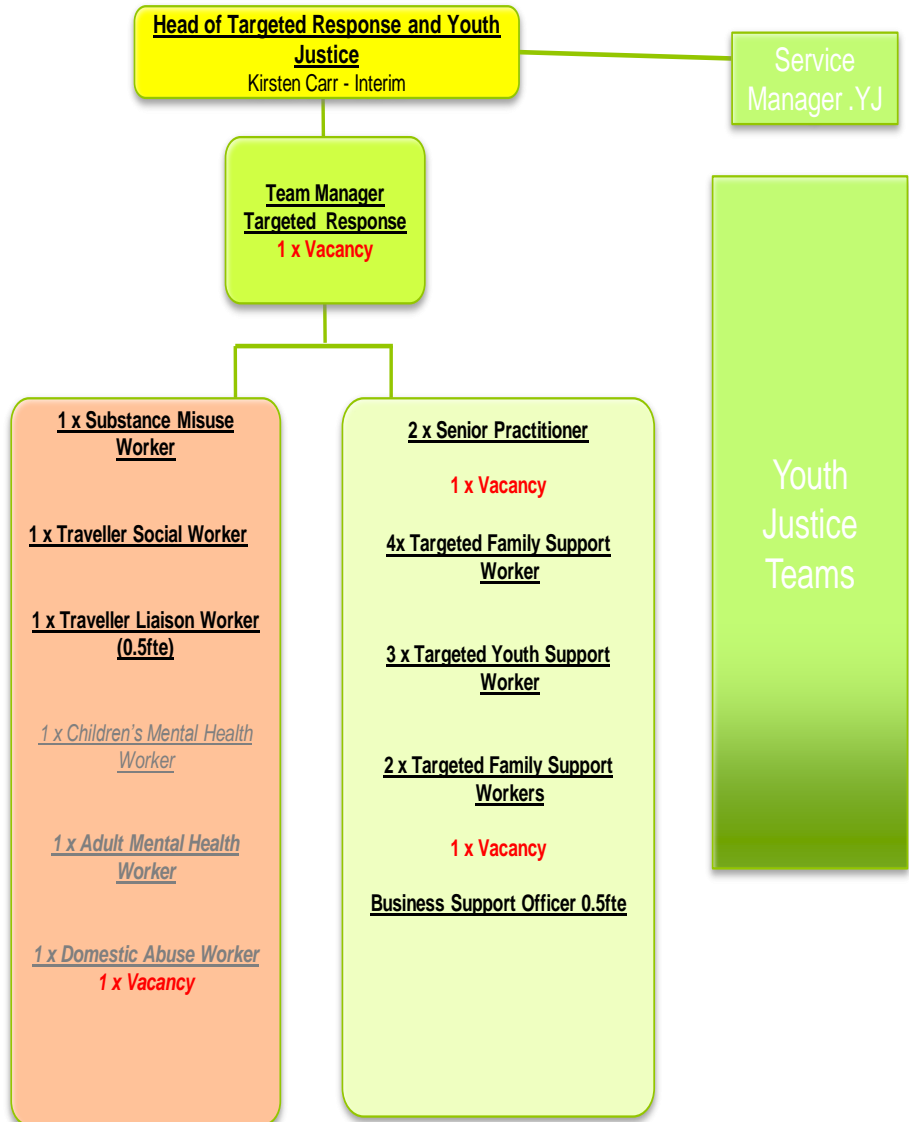 Head of Targeted Response and Youth
Justice
Kirsten Carr - Interim
Service
Manager .YJ
Team Manager
Targeted Response
1 x Vacancy
1 x Substance Misuse
Worker
1 x Traveller Social Worker
1 x Traveller Liaison Worker
(0.5fte)
1 x Children's Mental Health
Worker
1 x Adult Mental Health
Worker
1 x Domestic Abuse Worker
1 x Vacancy
2 x Senior Practitioner
1 x Vacancy
4x Targeted Family Support
Worker
3 x Targeted Youth Support
Worker
2 x Targeted Family Support
Workers
1 x Vacancy
Business Support Officer 0.5fte
Youth
Justice
Teams